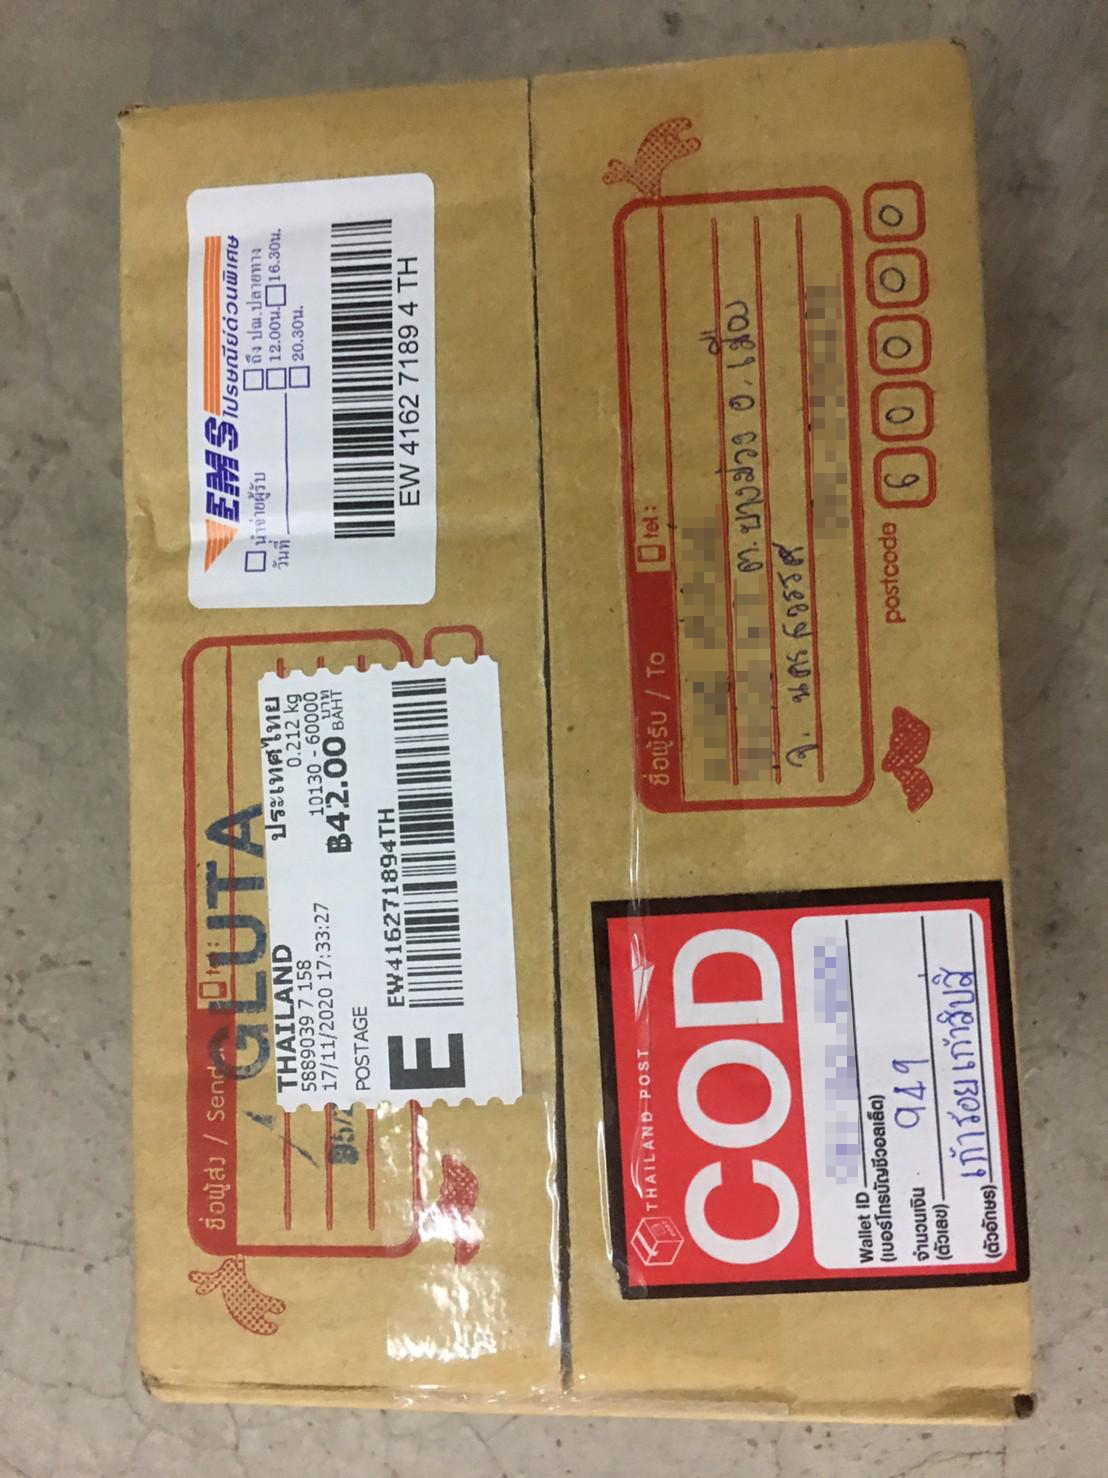 EMS ไปรษณีย์ด่วนพิเศษ
นำจ่ายผู้รับ
ถึง ปณ.ปลายทาง
วันที่
12.00น.
16.30น.
20.30น.
EW 4162 7189 4 TH
ชื่อผู้ส่ง / Send
GLUTA
THAILAND
ประเทศไทย
5889039 7 158
0.212 kg
17/11/2020 17:33:27
10130 - 60000
POSTAGE
฿42.00 บาท BAHT
E
EW416271894TH
ชื่อผู้รับ / To
tel:
ต.บางม่วง อ.เมือง
จ. นครสวรรค์
postcode
6 0 0 0 0
THAILAND POST
COD
Wallet ID
(เบอร์โทรบัญชีวอลเล็ต)
จำนวนเงิน
(ตัวเลข) 949
(ตัวอักษร) เก้าร้อยเก้าสิบสี่